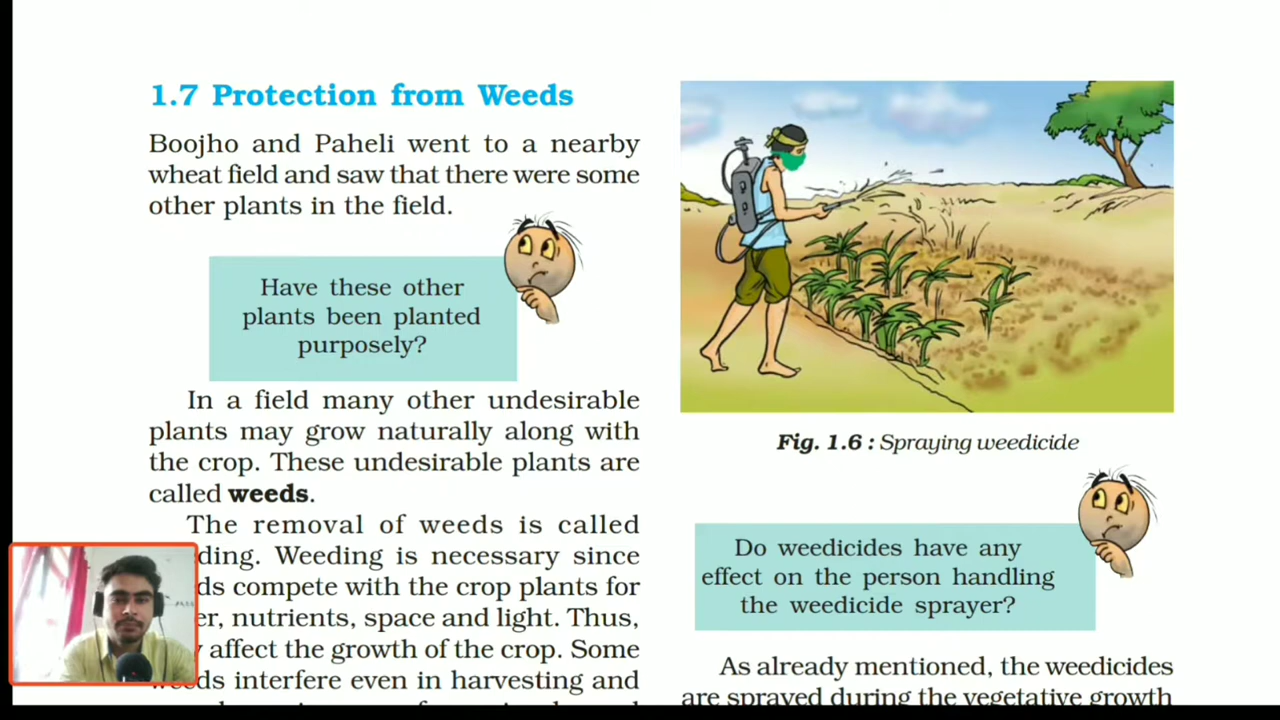 1.7 Protection from Weeds
Boojho and Paheli went to a nearby
wheat field and saw that there were some
other plants in the field.
Have these other
plants been planted
purposely?
In a field many other undesirable
plants may grow naturally along with
the crop. These undesirable plants are
called weeds.
The removal of weeds is called
ding. Weeding is necessary since
ds compete with the crop plants for
er, nutrients, space and light. Thus,
affect the growth of the crop. Some
interfere even in harvesting and
Fig. 1.6 : Spraying weedicide
Do weedicides have any
effect on the person handling
the weedicide sprayer?
As already mentioned, the weedicides
are sprayed during the vegetative growth